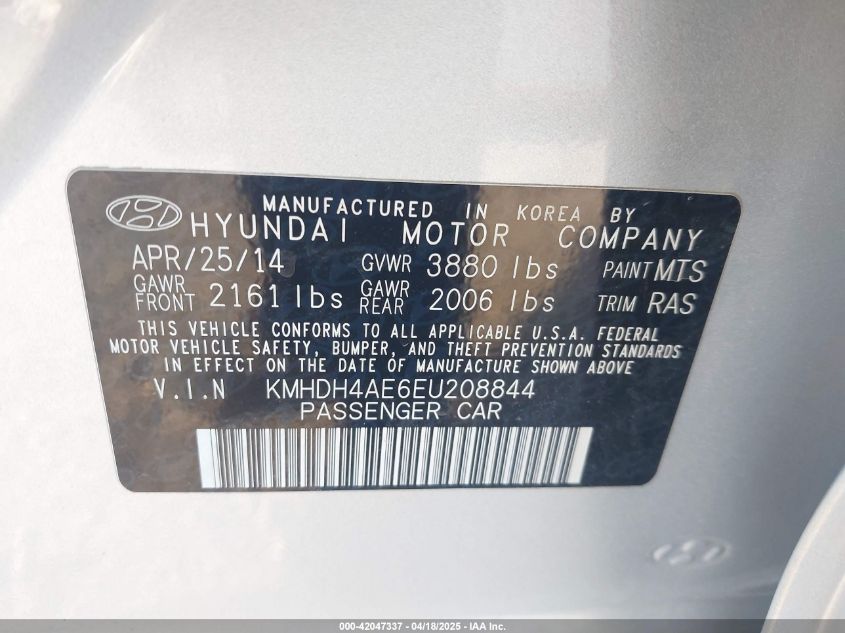 MANUFACTURED IN KOREA BY
HYUNDAI MOTOR COMPANY
APR/25/14 GVWR 3880 lbs PAINT MTS
GAWR FRONT 2161 lbs GAWR REAR 2006 lbs TRIM RAS
THIS VEHICLE CONFORMS TO ALL APPLICABLE U.S.A. FEDERAL
MOTOR VEHICLE SAFETY, BUMPER, AND THEFT PREVENTION STANDARDS
IN EFFECT ON THE DATE OF MANUFACTURE SHOWN ABOVE
V.I.N KMHDH4AE6EU208844
PASSENGER CAR
000-42047337 - 04/18/2025 - IAA Inc.